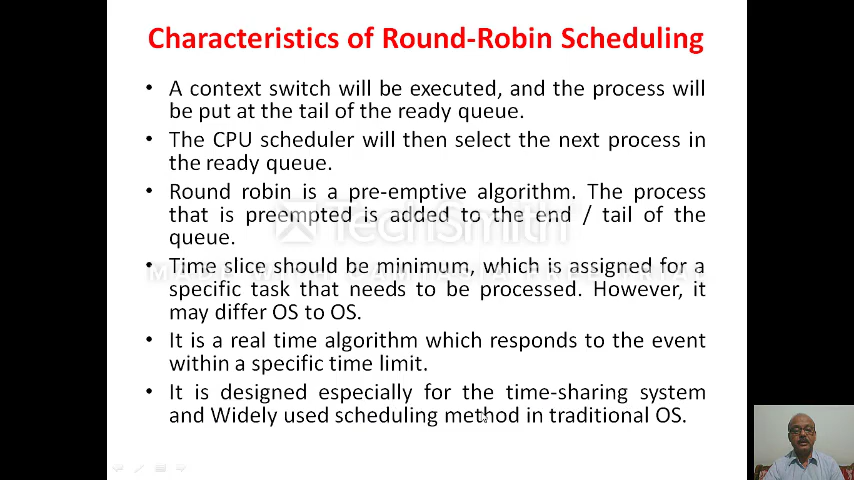 Characteristics of Round-Robin Scheduling
• A context switch will be executed, and the process will
be put at the tail of the ready queue.
• The CPU scheduler will then select the next process in
the ready queue.
• Round robin is a pre-emptive algorithm. The process
that is preempted is added to the end / tail of the
queue.
TechSmith
• Time slice should be minimum, which is assigned for a
specific task that needs to be processed. However, it
may differ OS to OS.
• It is a real time algorithm which responds to the event
within a specific time limit.
• It is designed especially for the time-sharing system
and Widely used scheduling method in traditional OS.